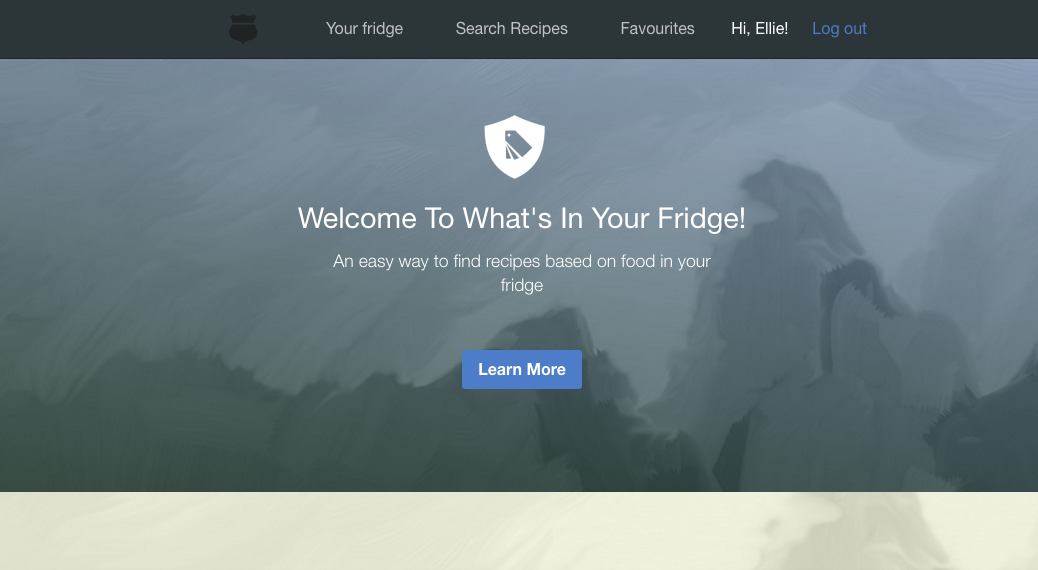 Your fridge Search Recipes Favourites Hi, Ellie! Log out
Welcome To What's In Your Fridge!
An easy way to find recipes based on food in your
fridge
Learn More